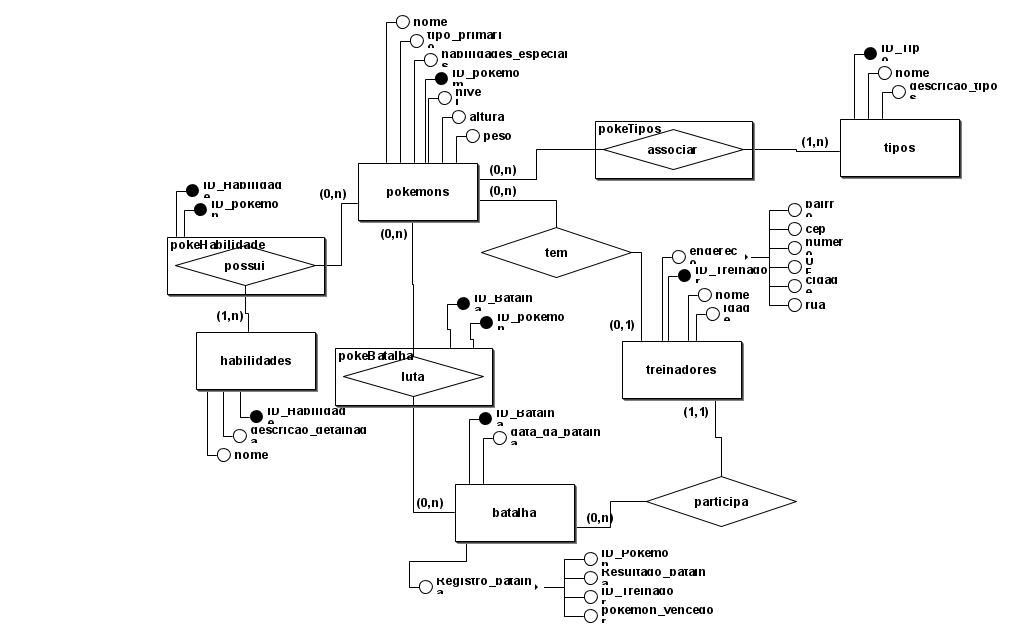 nome
tipo_primario
habilidades_especiais
ID_pokemom
nivel
altura
peso
pokemons
(0,n)
(0,n)
(0,n)
(0,n)
pokeTipos
associar
(1,n)
ID_Tipo
nome
descricao_tipos
tipos
ID_Habilidade
ID_pokemon
pokeHabilidade
possui
(1,n)
habilidades
ID_Habilidade
descricao_detalhada
nome
tem
(0,1)
endereco
bairro
cep
numero
UF
cidade
rua
ID_Treinador
nome
idade
treinadores
(1,1)
ID_Batalha
ID_pokemon
pokeBatalha
luta
(0,n)
ID_Batalha
data_da_batalha
batalha
(0,n)
participa
Registro_batalha
ID_Pokemon
Resultado_batalha
ID_Treinador
pokemon_vencedor